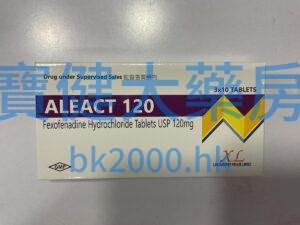 Drug under Supervised Sales 監督售賣藥物
3x10 TABLETS
寶健大藥房
ALEACT 120
Fexofenadine Hydrochloride Tablets USP 120mg
bk2000.hk
GMP
XL